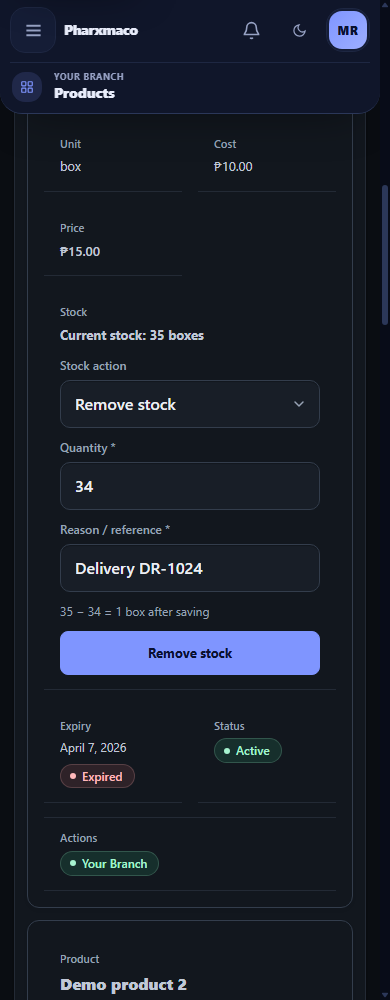 Pharxmaco
MR
YOUR BRANCH
Products
Unit
Cost
box
₱10.00
Price
₱15.00
Stock
Current stock: 35 boxes
Stock action
Remove stock
Quantity *
34
Reason / reference *
Delivery DR-1024
35 − 34 = 1 box after saving
Remove stock
Expiry
Status
April 7, 2026
Active
Expired
Actions
Your Branch
Product
Demo product 2